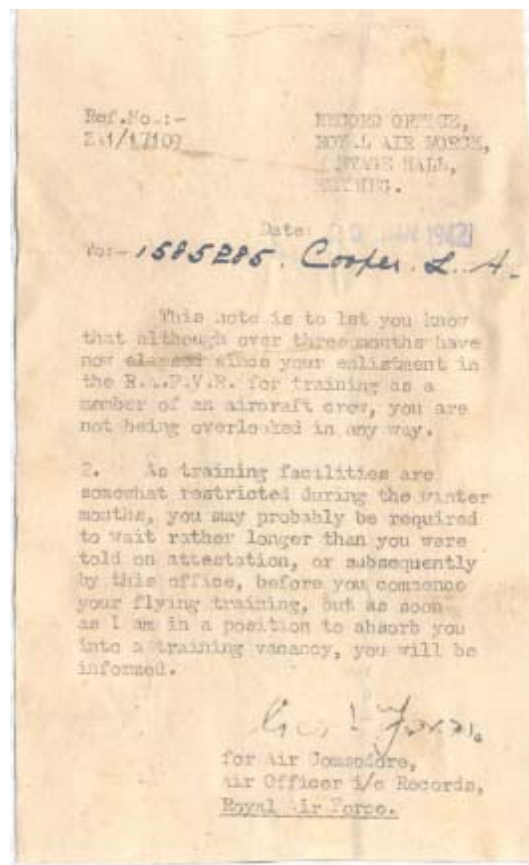 Ref.No.:-
RECORD OFFICE,
ROYAL AIR FORCE,
Date: JAN 1942
To:- 1585285. Cooper. L. A.
This note is to let you know
that although over three months have
now elapsed since your enlistment in
the R.A.F.V.R. for training as a
member of an aircraft crew, you are
not being overlooked in any way.
2. As training facilities are
somewhat restricted during the winter
months, you may probably be required
to wait rather longer than you were
told on attestation, or subsequently
by this office, before you commence
your flying training, but as soon
as I am in a position to absorb you
into a training vacancy, you will be
informed.
for Air Commodore,
Air Officer i/c Records,
Royal Air Force.